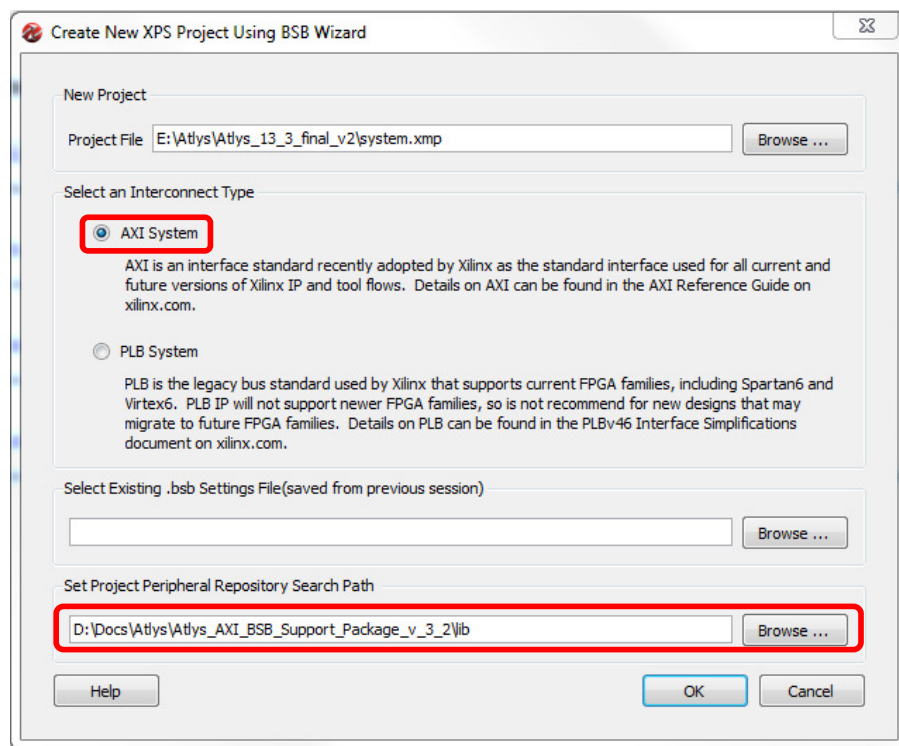 Create New XPS Project Using BSB Wizard
New Project
Project File E:\Atlys\Atlys_13_3_final_v2\system.xmp Browse ...
Select an Interconnect Type
AXI System
AXI is an interface standard recently adopted by Xilinx as the standard interface used for all current and
future versions of Xilinx IP and tool flows. Details on AXI can be found in the AXI Reference Guide on
xilinx.com.
PLB System
PLB is the legacy bus standard used by Xilinx that supports current FPGA families, including Spartan6 and
Virtex6. PLB IP will not support newer FPGA families, so is not recommend for new designs that may
migrate to future FPGA families. Details on PLB can be found in the PLBv46 Interface Simplifications
document on xilinx.com.
Select Existing .bsb Settings File(saved from previous session)
Browse ...
Set Project Peripheral Repository Search Path
D:\Docs\Atlys\Atlys_AXI_BSB_Support_Package_v_3_2\lib Browse ...
Help OK Cancel